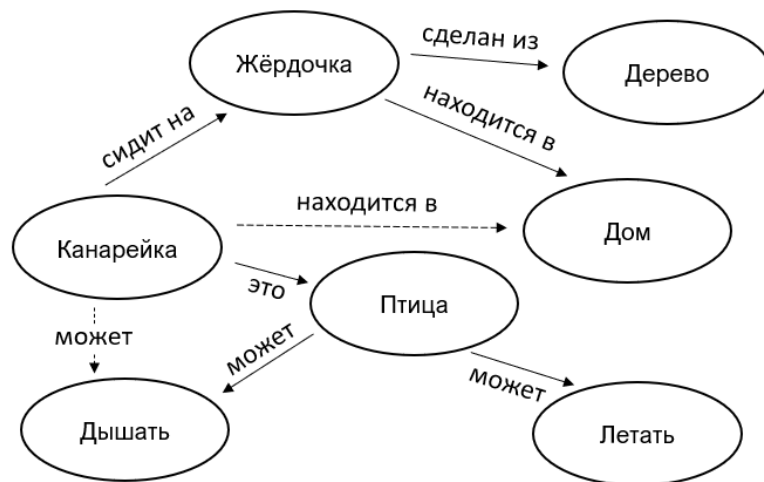 сделан из
Жёрдочка
Дерево
находится в
сидит на
находится в
Дом
Канарейка
это
Птица
может
может
может
Дышать
Летать